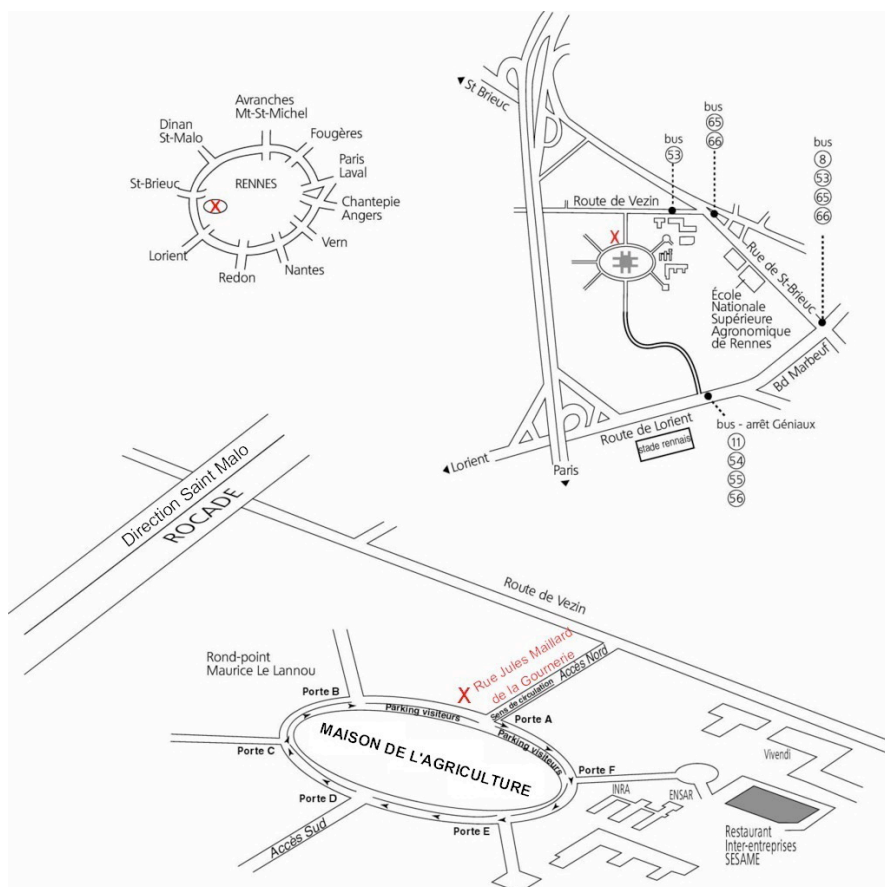 Avranches
Mt-St-Michel
Dinan
St-Malo
Fougères
Paris
Laval
St-Brieuc
RENNES
X
Chantepie
Angers
Vern
Lorient
Redon
Nantes
St Brieuc
bus
65
66
bus
53
bus
8
53
65
66
Route de Vezin
X
Rue de St-Brieuc
École
Nationale
Supérieure
Agronomique
de Rennes
Bd Marbeuf
Route de Lorient
stade rennais
bus - arrêt Géniaux
11
54
55
56
Lorient
Paris
Direction Saint Malo
ROCADE
Route de Vezin
Rond-point
Maurice Le Lannou
X
Rue Jules Maillard
de la Gournerie
Accès Nord
Sens de circulation
Porte B
Parking visiteurs
Porte A
Parking visiteurs
MAISON DE L'AGRICULTURE
Porte C
Porte F
Vivendi
INRA
ENSAR
Porte D
Porte E
Accès Sud
Restaurant
Inter-entreprises
SESAME